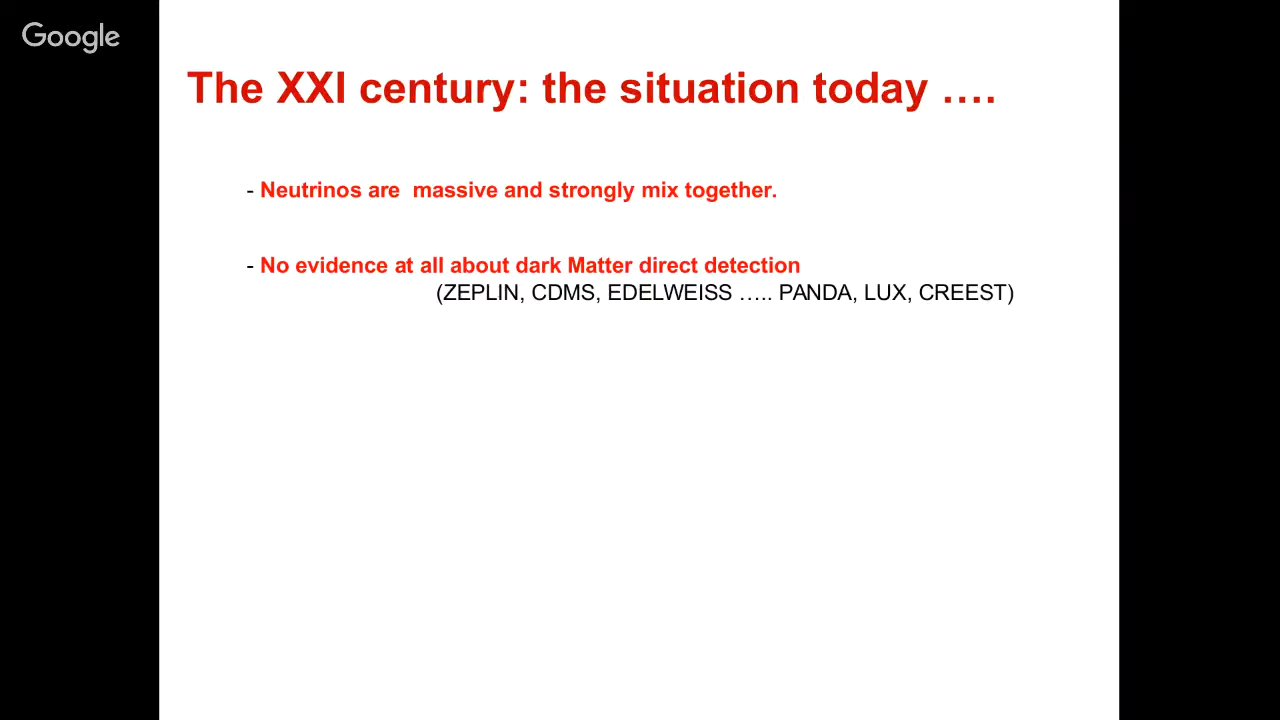 Google
The XXI century: the situation today ….
- Neutrinos are  massive and strongly mix together.
- No evidence at all about dark Matter direct detection
(ZEPLIN, CDMS, EDELWEISS ….. PANDA, LUX, CREEST)